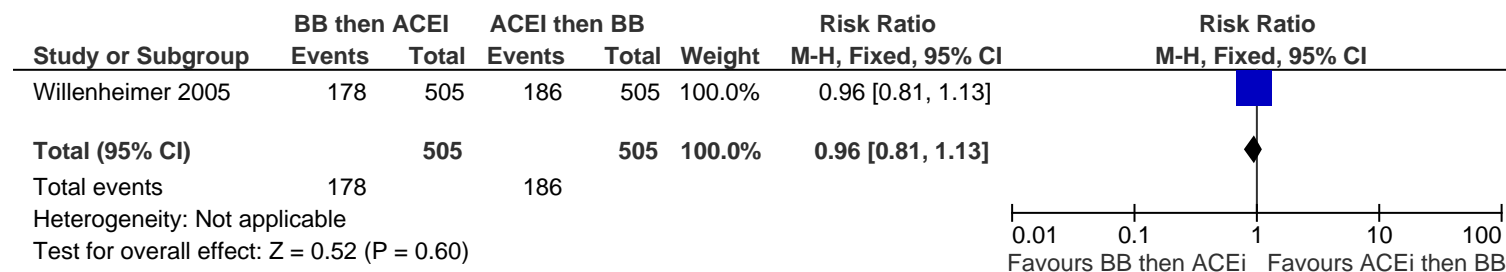 BB then ACEI ACEI then BB Risk Ratio Risk Ratio
Study or Subgroup Events Total Events Total Weight M-H, Fixed, 95% CI M-H, Fixed, 95% CI
Willenheimer 2005 178 505 186 505 100.0% 0.96 [0.81, 1.13]
Total (95% CI) 505 505 100.0% 0.96 [0.81, 1.13]
Total events 178 186
Heterogeneity: Not applicable
Test for overall effect: Z = 0.52 (P = 0.60)
0.01 0.1 1 10 100
Favours BB then ACEi Favours ACEi then BB